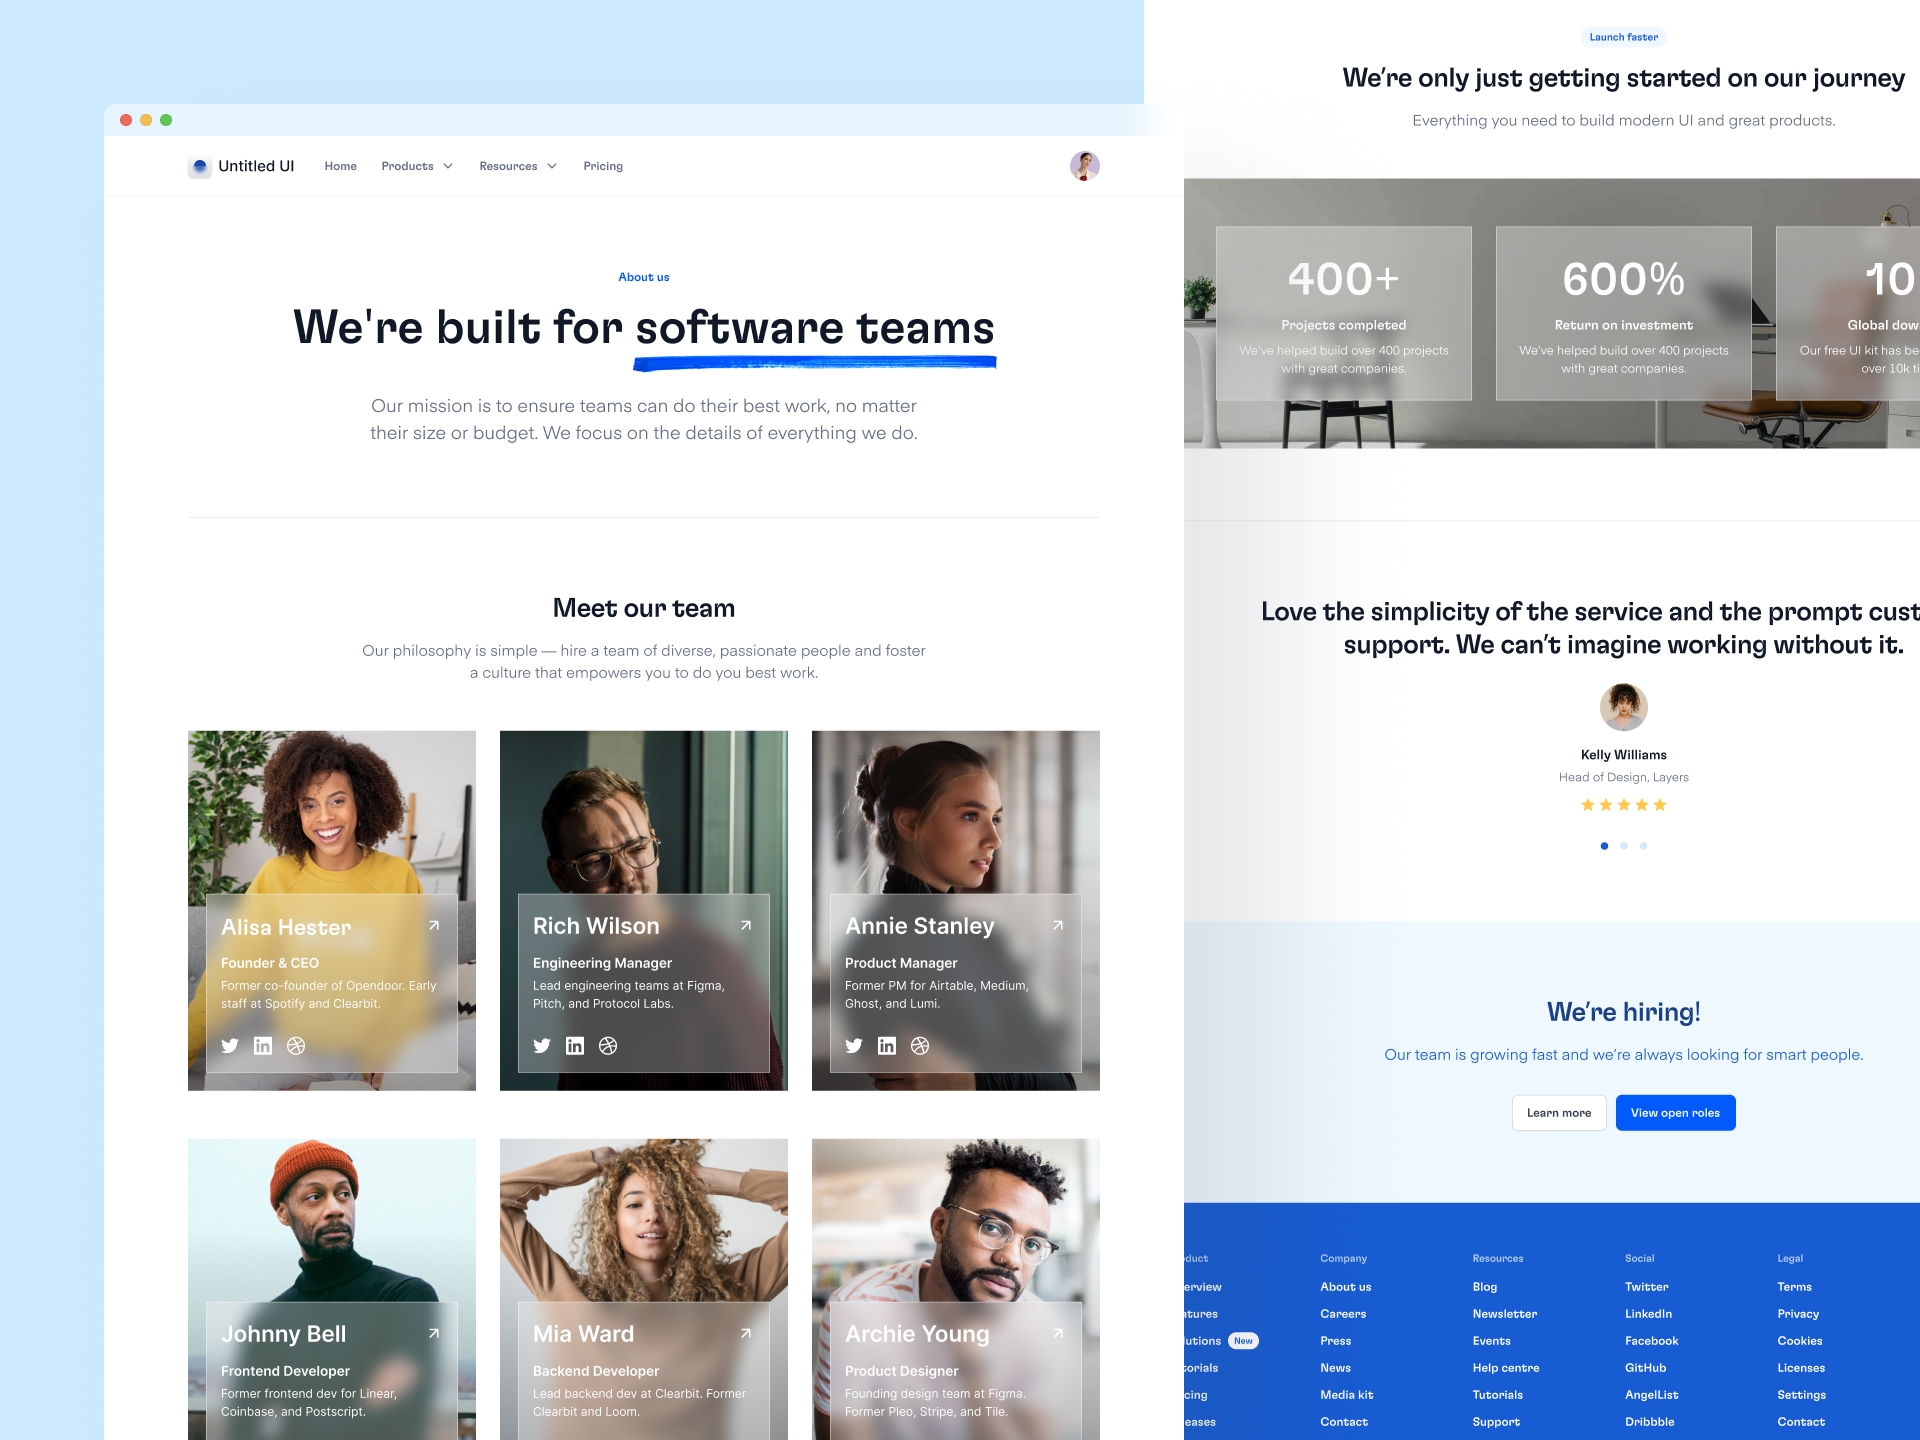 Untitled UI
Home
Products
Resources
Pricing
About us
We're built for software teams
Our mission is to ensure teams can do their best work, no matter
their size or budget. We focus on the details of everything we do.
Meet our team
Our philosophy is simple — hire a team of diverse, passionate people and foster
a culture that empowers you to do you best work.
Alisa Hester
Founder & CEO
Former co-founder of Opendoor. Early
staff at Spotify and Clearbit.
Rich Wilson
Engineering Manager
Lead engineering teams at Figma,
Pitch, and Protocol Labs.
Annie Stanley
Product Manager
Former PM for Airtable, Medium,
Ghost, and Lumi.
Johnny Bell
Frontend Developer
Former frontend dev for Linear,
Coinbase, and Postscript.
Mia Ward
Backend Developer
Lead backend dev at Clearbit. Former
Clearbit and Loom.
Archie Young
Product Designer
Founding design team at Figma.
Former Pleo, Stripe, and Tile.
Launch faster
We’re only just getting started on our journey
Everything you need to build modern UI and great products.
400+
Projects completed
We’ve helped build over 400 projects
with great companies.
600%
Return on investment
We’ve helped build over 400 projects
with great companies.
10
Global dow
Our free UI kit has be
over 10k ti
Love the simplicity of the service and the prompt cust
support. We can’t imagine working without it.
Kelly Williams
Head of Design, Layers
We’re hiring!
Our team is growing fast and we’re always looking for smart people.
Learn more
View open roles
duct
erview
atures
lutions New
torials
cing
eases
Company
About us
Careers
Press
News
Media kit
Contact
Resources
Blog
Newsletter
Events
Help centre
Tutorials
Support
Social
Twitter
LinkedIn
Facebook
GitHub
AngelList
Dribbble
Legal
Terms
Privacy
Cookies
Licenses
Settings
Contact